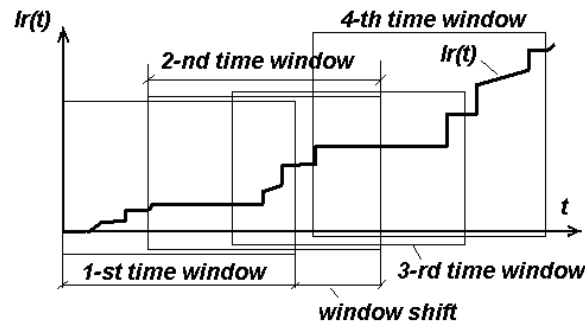 Ir(t)
4-th time window
2-nd time window
Ir(t)
t
1-st time window
3-rd time window
window shift